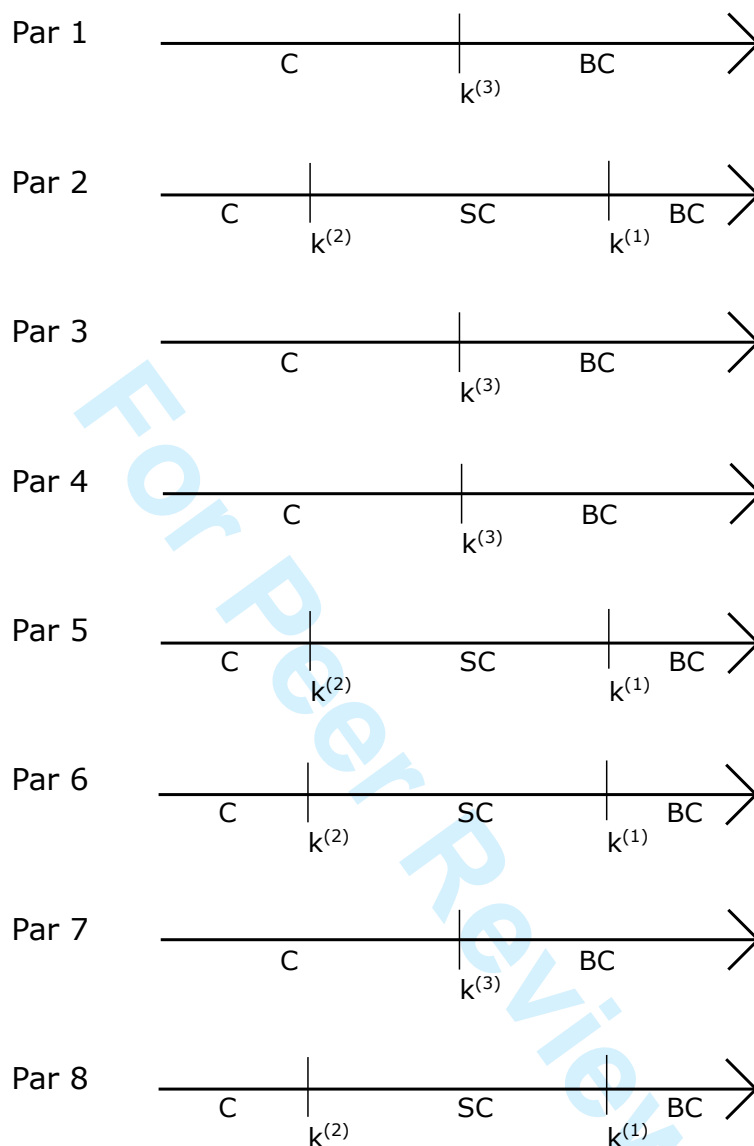 Par 1
C BC
k(3)
Par 2
C SC BC
k(2) k(1)
Par 3
C BC
k(3)
Par 4
C BC
k(3)
Par 5
C SC BC
k(2) k(1)
Par 6
C SC BC
k(2) k(1)
Par 7
C BC
k(3)
Par 8
C SC BC
k(2) k(1)
For Peer Review